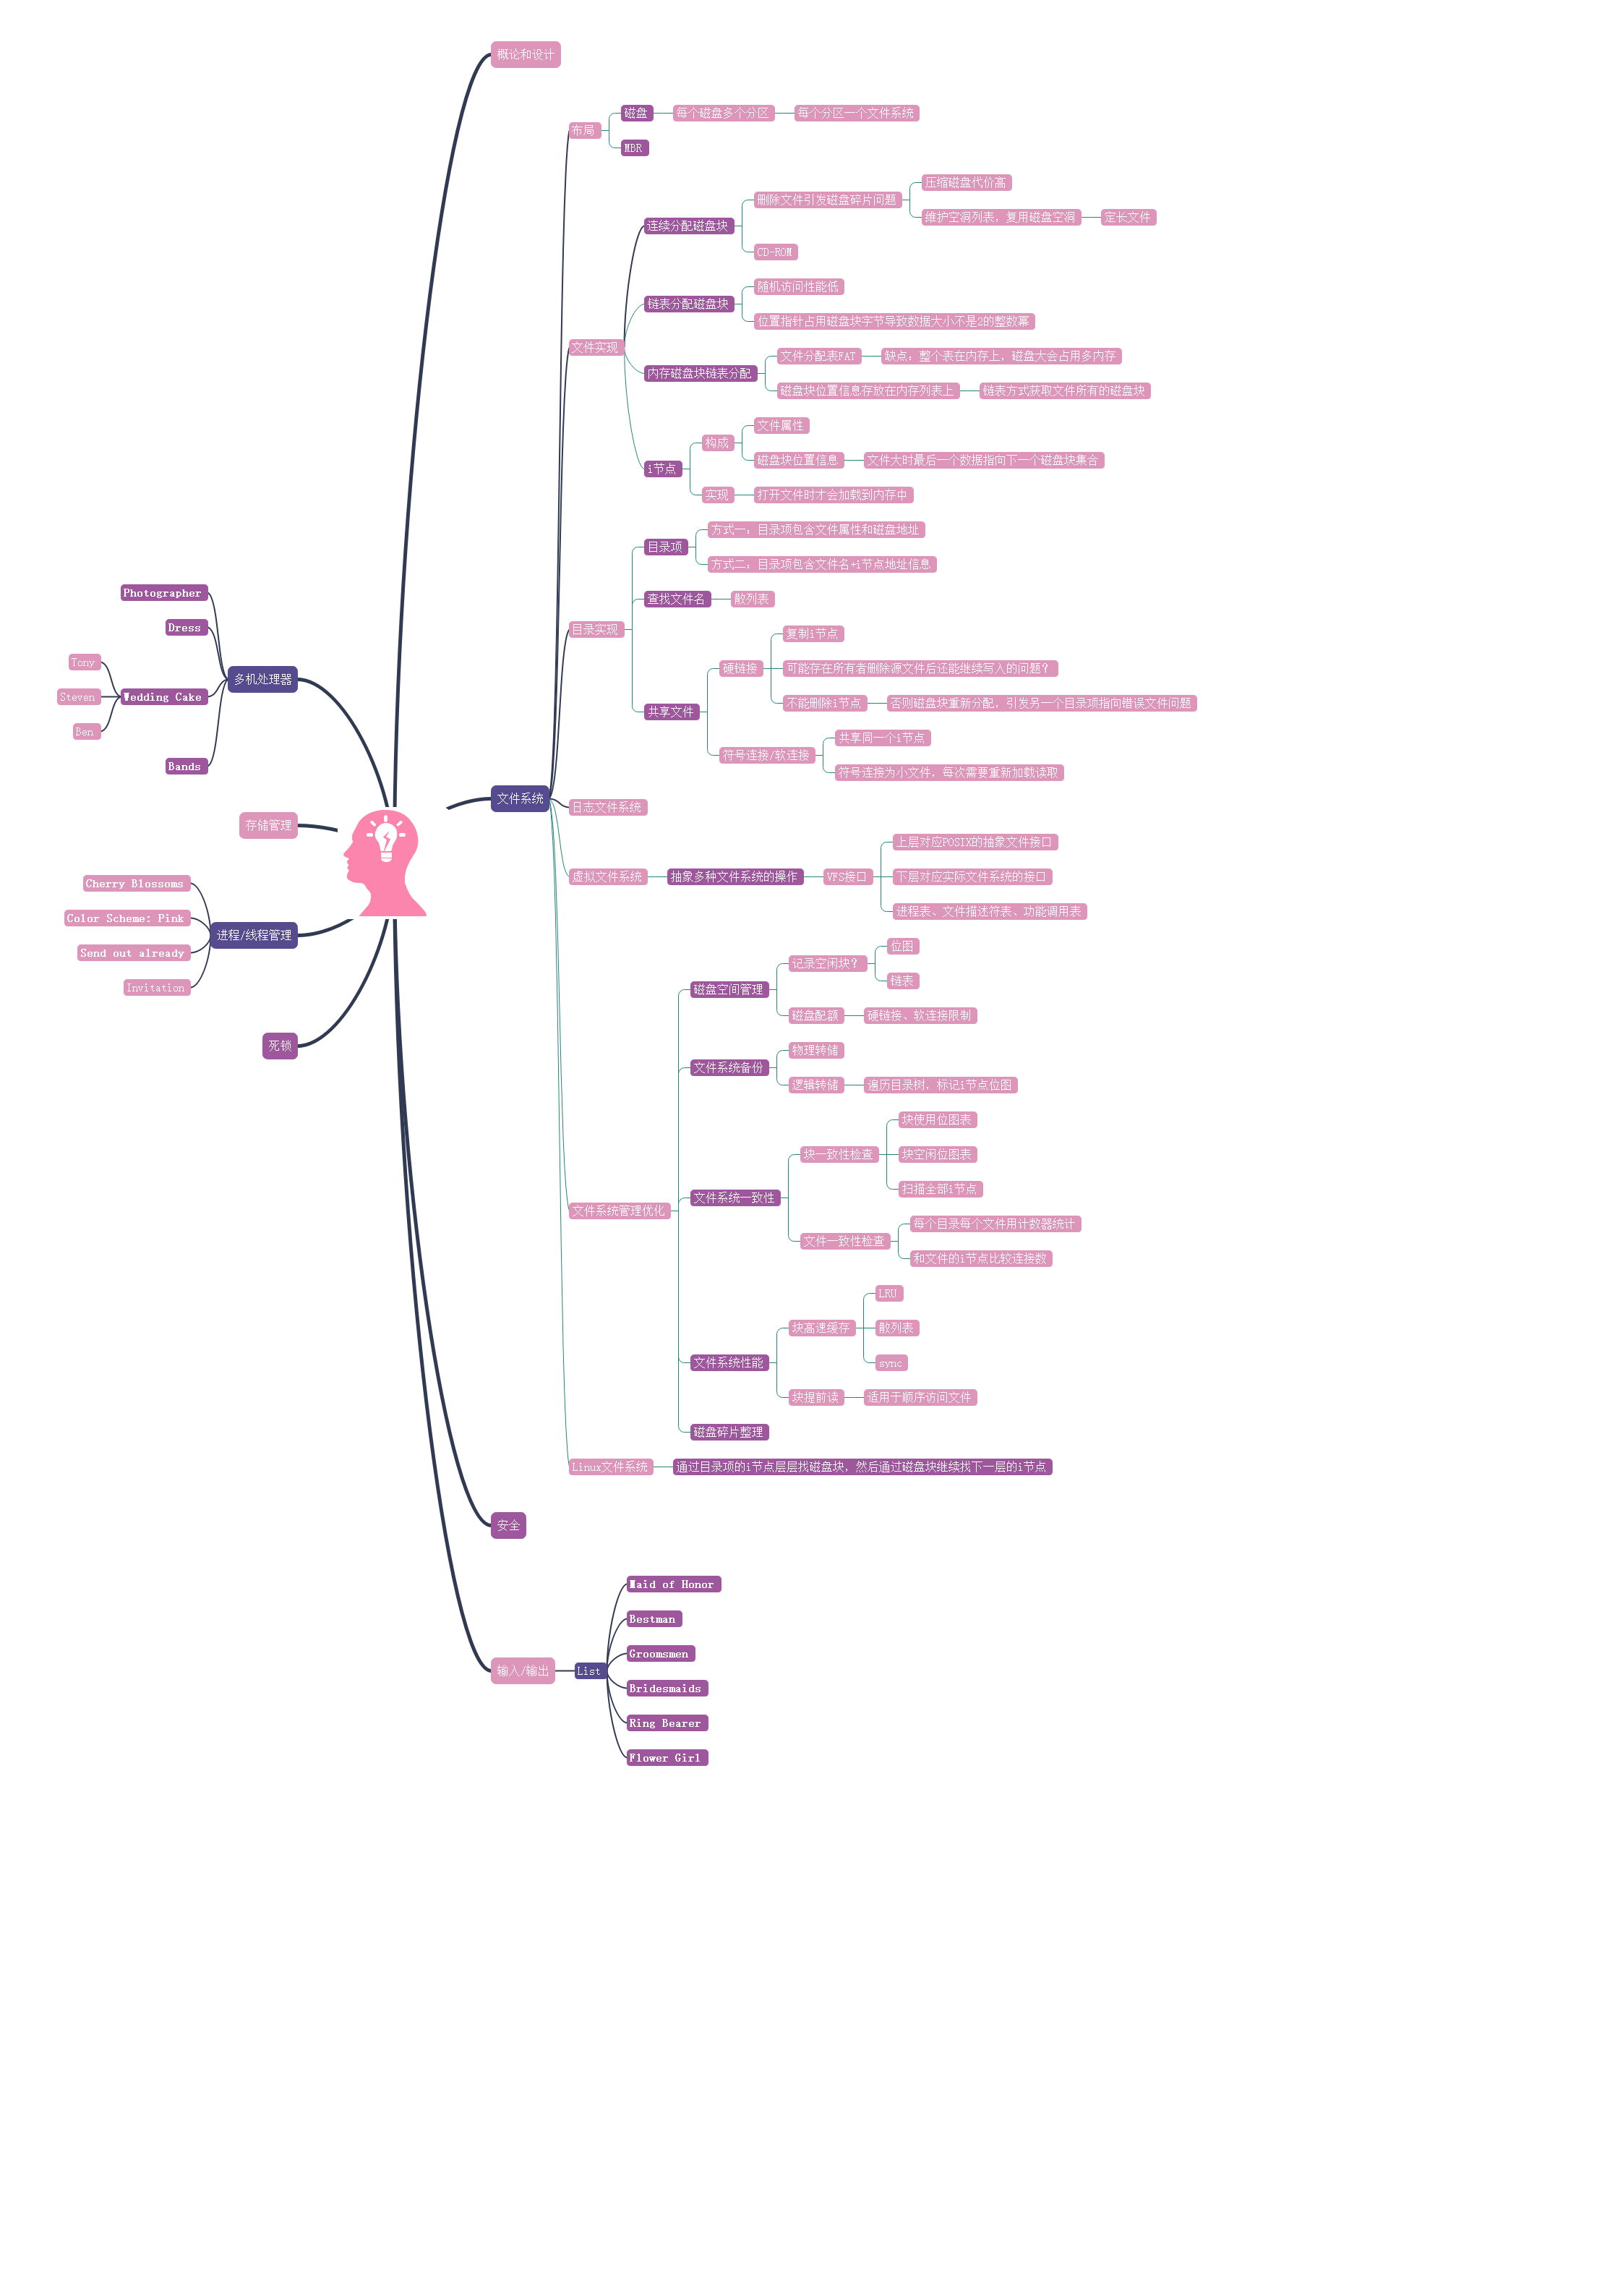 概论和设计
布局
磁盘
每个磁盘多个分区
每个分区一个文件系统
MBR
文件实现
连续分配磁盘块
删除文件引发磁盘碎片问题
压缩磁盘代价高
维护空洞列表，复用磁盘空洞
定长文件
CD-ROM
链表分配磁盘块
随机访问性能低
位置指针占用磁盘块字节导致数据大小不是2的整数幂
内存磁盘块链表分配
文件分配表FAT
缺点：整个表在内存上，磁盘大会占用多内存
磁盘块位置信息存放在内存列表上
链表方式获取文件所有的磁盘块
i节点
构成
文件属性
磁盘块位置信息
文件大时最后一个数据指向下一个磁盘块集合
实现
打开文件时才会加载到内存中
目录实现
目录项
方式一：目录项包含文件属性和磁盘地址
方式二：目录项包含文件名+i节点地址信息
查找文件名
散列表
共享文件
硬链接
复制i节点
可能存在所有者删除源文件后还能继续写入的问题？
不能删除i节点
否则磁盘块重新分配，引发另一个目录项指向错误文件问题
符号连接/软连接
共享同一个i节点
符号连接为小文件，每次需要重新加载读取
文件系统
日志文件系统
虚拟文件系统
抽象多种文件系统的操作
VFS接口
上层对应POSIX的抽象文件接口
下层对应实际文件系统的接口
进程表、文件描述符表、功能调用表
文件系统管理优化
磁盘空间管理
记录空闲块？
位图
链表
磁盘配额
硬链接、软连接限制
文件系统备份
物理转储
逻辑转储
遍历目录树，标记i节点位图
文件系统一致性
块一致性检查
块使用位图表
块空闲位图表
扫描全部i节点
文件一致性检查
每个目录每个文件用计数器统计
和文件的i节点比较连接数
文件系统性能
块高速缓存
LRU
散列表
sync
块提前读
适用于顺序访问文件
磁盘碎片整理
Linux文件系统
通过目录项的i节点层层找磁盘块，然后通过磁盘块继续找下一层的i节点
安全
输入/输出
List
Maid of Honor
Bestman
Groomsmen
Bridesmaids
Ring Bearer
Flower Girl
多机处理器
Photographer
Dress
Wedding Cake
Tony
Steven
Ben
Bands
存储管理
进程/线程管理
Cherry Blossoms
Color Scheme: Pink
Send out already
Invitation
死锁